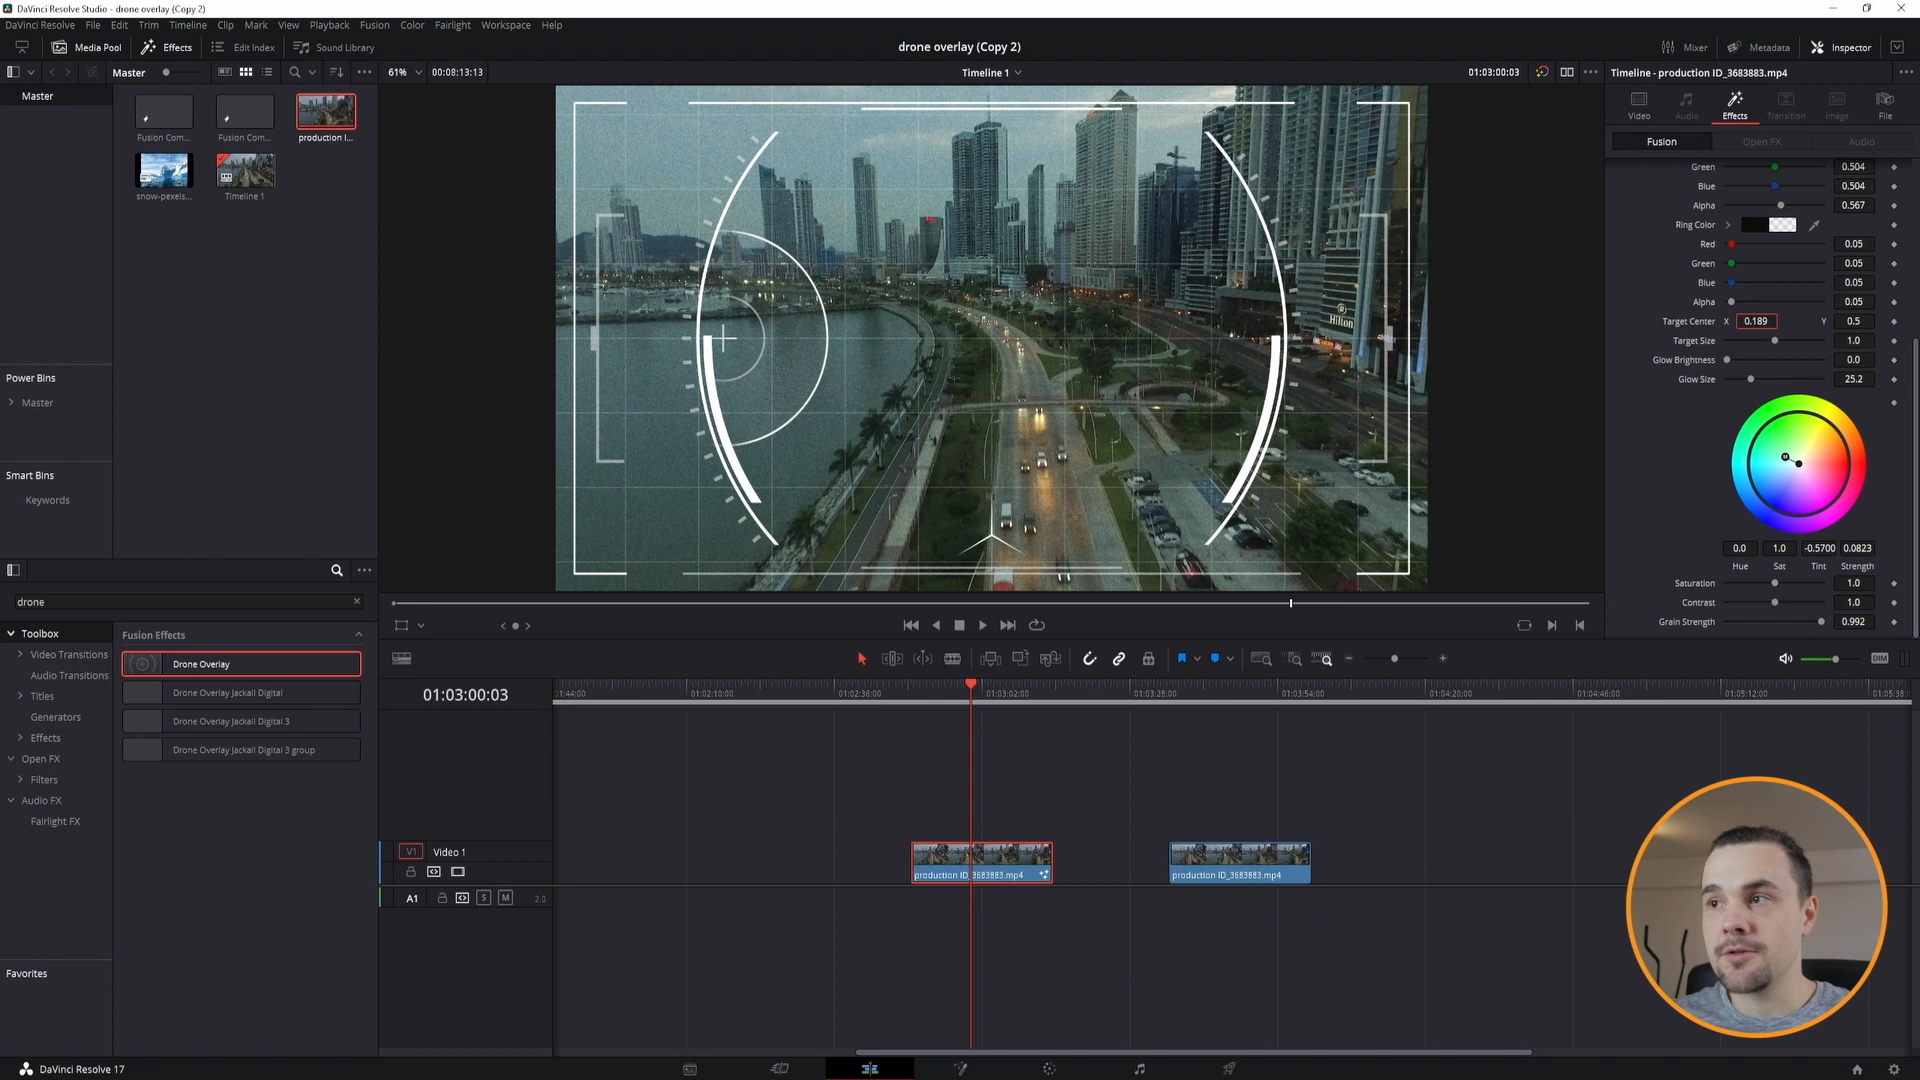 DaVinci Resolve Studio - drone overlay (Copy 2)
DaVinci Resolve File Edit Trim Timeline Clip Mark View Playback Fusion Color Fairlight Workspace Help
Media Pool Effects Edit Index Sound Library
drone overlay (Copy 2)
Mixer Metadata Inspector
Master
61% 00:08:13:13
Timeline 1
01:03:00:03
Timeline - production ID_3683883.mp4
Master
Fusion Com...
Fusion Com...
production I...
snow-pexels...
Timeline 1
Power Bins
Master
Smart Bins
Keywords
Hilton
Video Audio Effects Transition Image File
Fusion Open FX Audio
Green 0.504
Blue 0.504
Alpha 0.567
Ring Color
Red 0.05
Green 0.05
Blue 0.05
Alpha 0.05
Target Center X 0.189 Y 0.5
Target Size 1.0
Glow Brightness 0.0
Glow Size 25.2
0.0 1.0 -0.5700 0.0823
Hue Sat Tint Strength
Saturation 1.0
Contrast 1.0
Grain Strength 0.992
drone
Toolbox
Video Transitions
Audio Transitions
Titles
Generators
Effects
Open FX
Filters
Audio FX
Fairlight FX
Favorites
Fusion Effects
Drone Overlay
Drone Overlay Jackall Digital
Drone Overlay Jackall Digital 3
Drone Overlay Jackall Digital 3 group
DIM
01:03:00:03
1:44:00 01:02:10:00 01:02:36:00 01:03:02:00 01:03:28:00 01:03:54:00 01:04:20:00 01:04:46:00 01:05:12:00 01:05:38:0
V1 Video 1
production ID_3683883.mp4
production ID_3683883.mp4
A1 S M 2.0
DaVinci Resolve 17